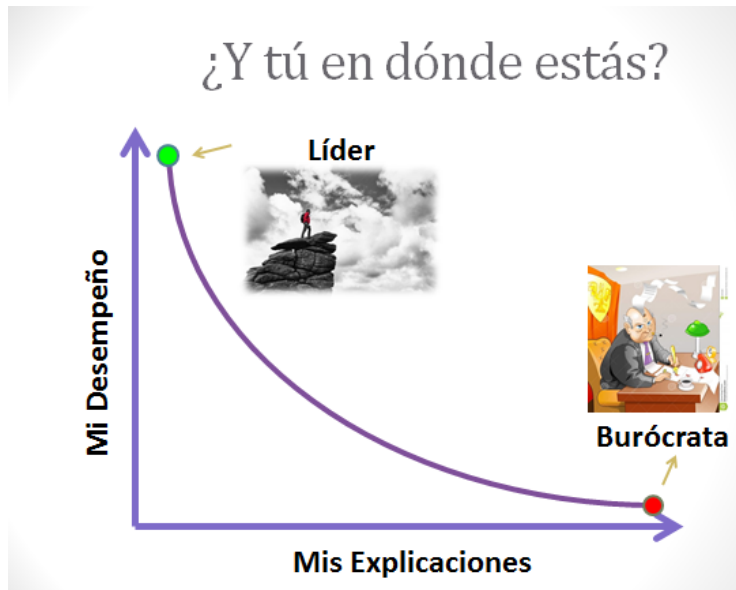 ¿Y tú en dónde estás?
Líder
Mi Desempeño
Burócrata
Mis Explicaciones